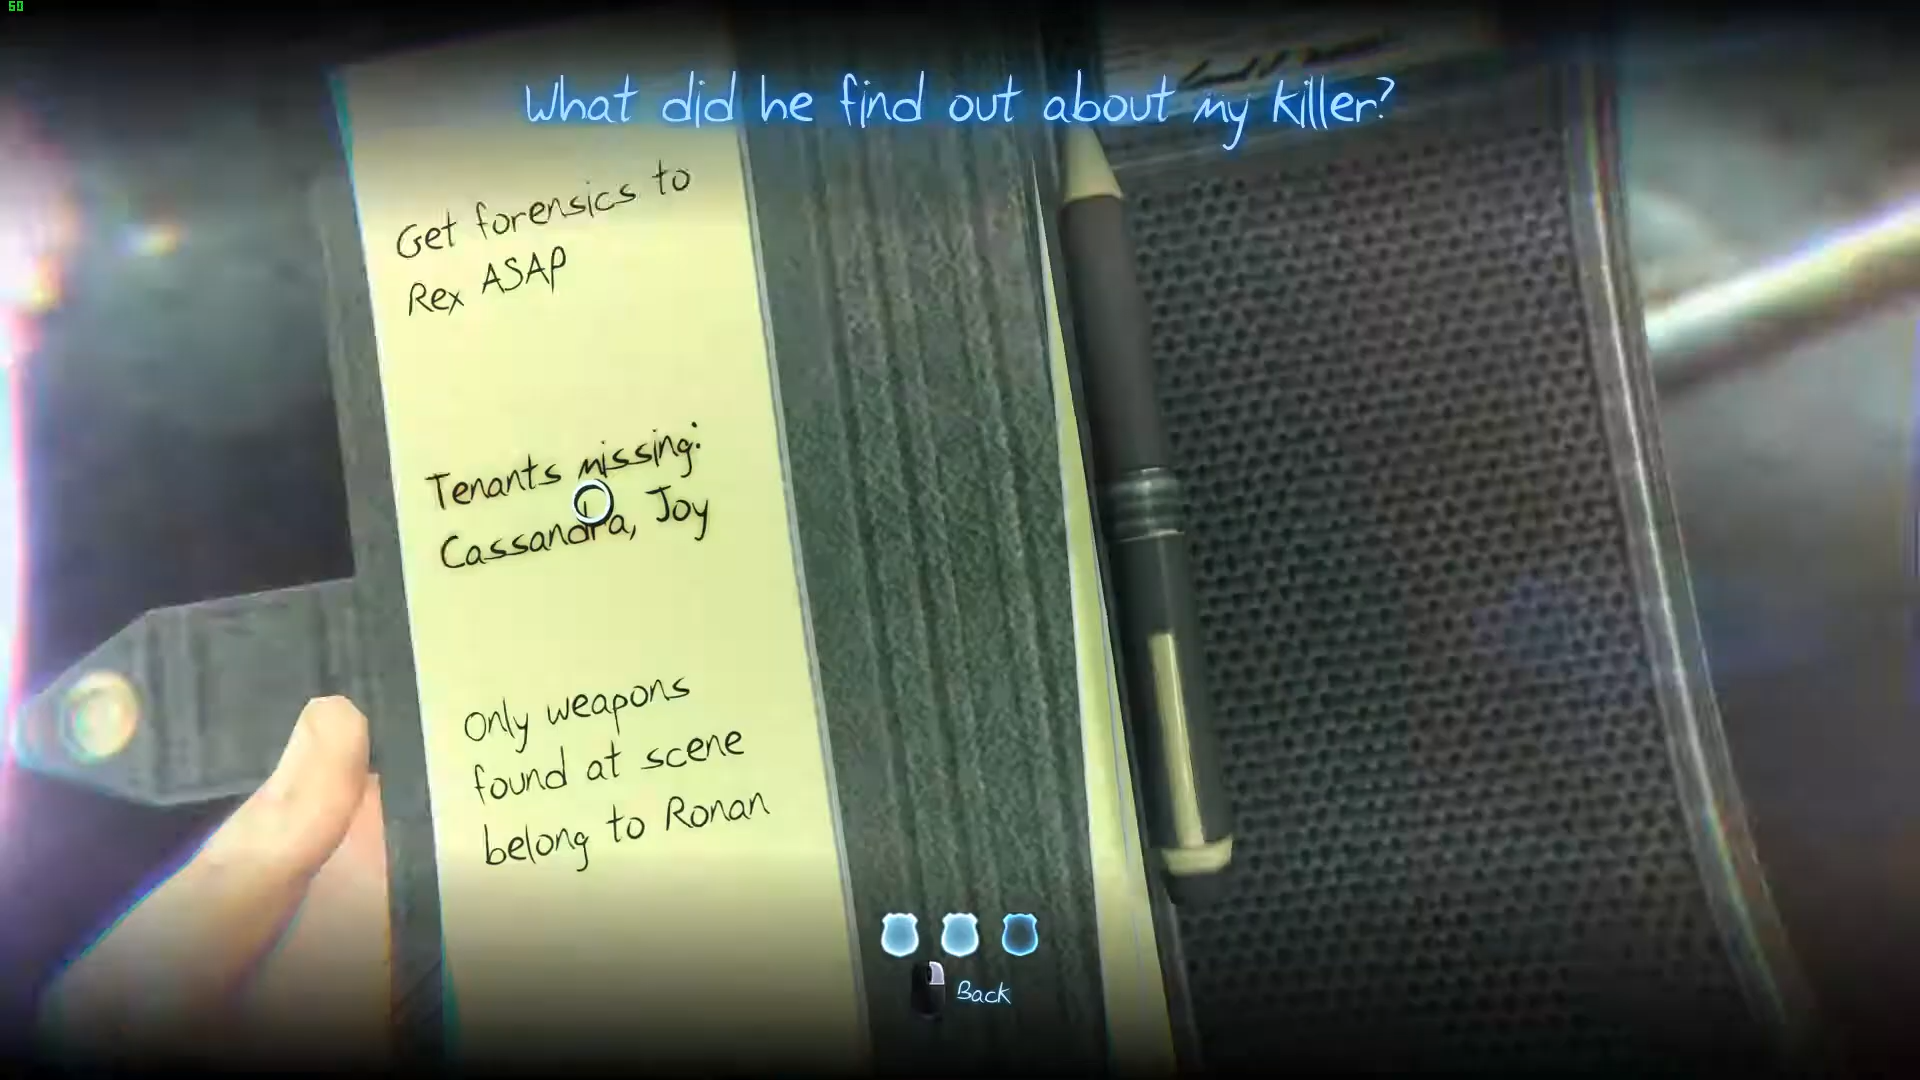 60
What did he find out about my killer?
Get forensics to
Rex ASAP
Tenants missing:
Cassandra, Joy
Only weapons
found at scene
belong to Ronan
Back